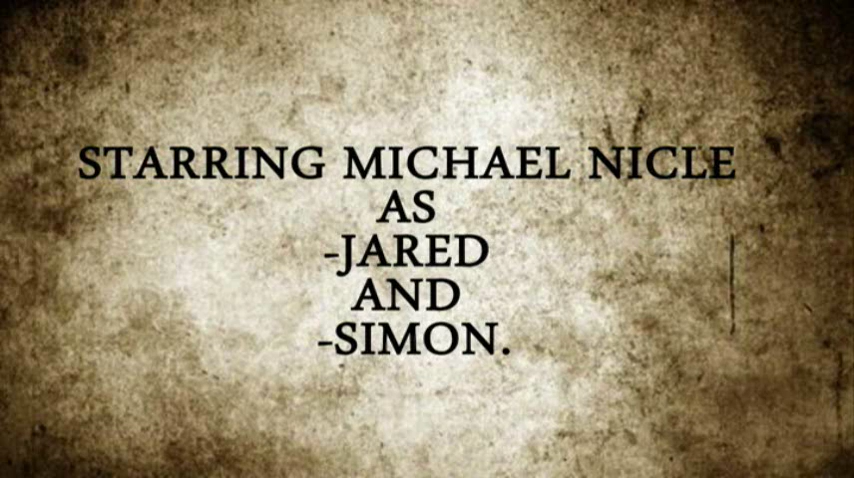 STARRING MICHAEL NICLE
AS
-JARED
AND
-SIMON.